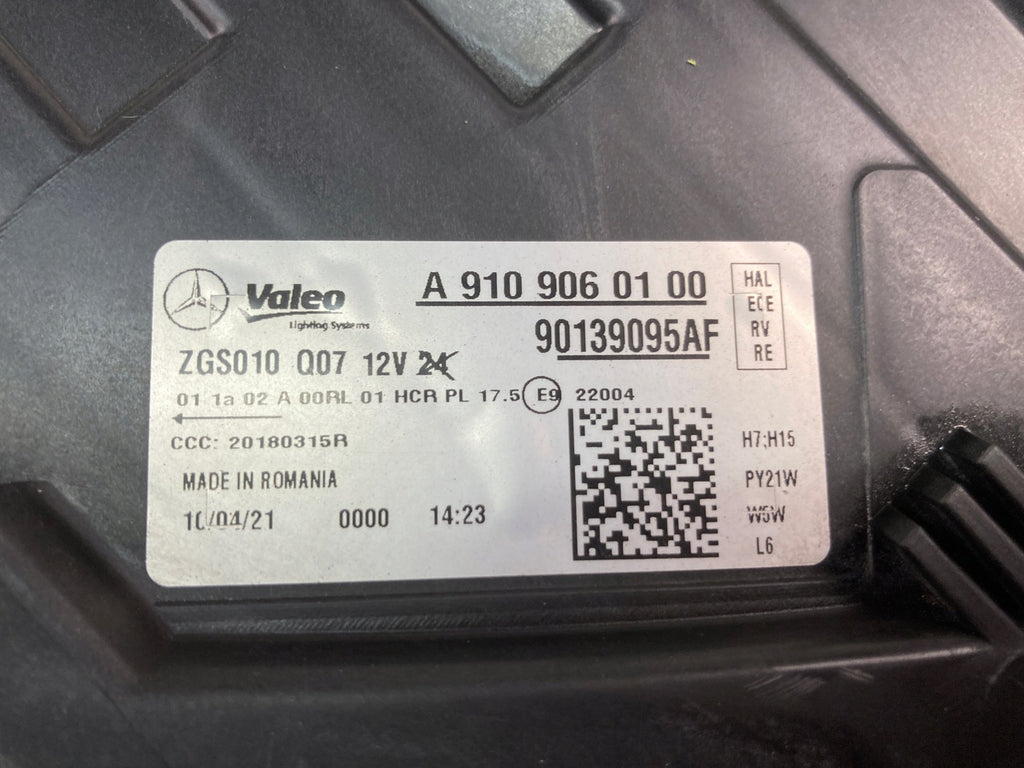 Valeo
Lighting Systems
A 910 906 01 00
90139095AF
HAL
ECE
RV
RE
ZGS010 Q07 12V 24
01 1a 02 A 00RL 01 HCR PL 17.5 E9 22004
CCC: 20180315R
MADE IN ROMANIA
10/04/21 0000 14:23
H7;H15
PY21W
W5W
L6